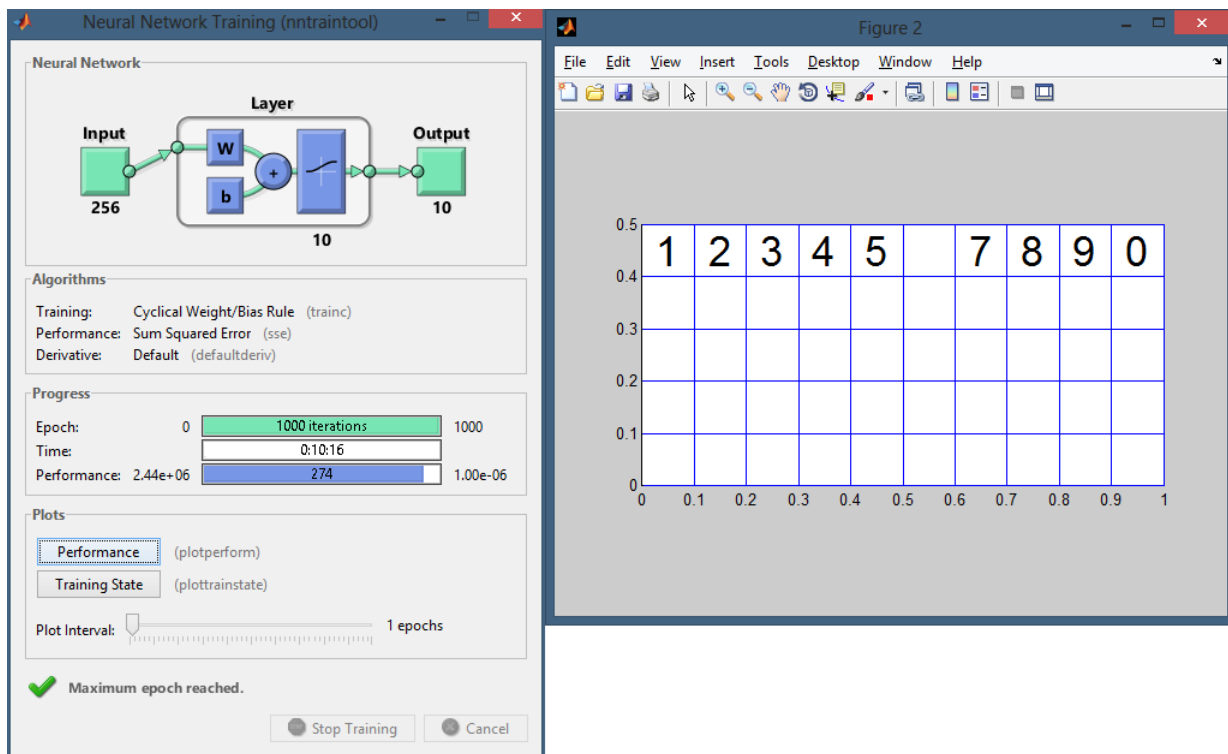 Neural Network Training (nntraintool)
Neural Network
Layer
Input
Output
W
b
+
256
10
10
Algorithms
Training: Cyclical Weight/Bias Rule (trainc)
Performance: Sum Squared Error (sse)
Derivative: Default (defaultderiv)
Progress
Epoch: 0 1000 iterations 1000
Time: 0:10:16
Performance: 2.44e+06 274 1.00e-06
Plots
Performance (plotperform)
Training State (plottrainstate)
Plot Interval: 1 epochs
Maximum epoch reached.
Stop Training Cancel
Figure 2
File Edit View Insert Tools Desktop Window Help
0.5
1 2 3 4 5 7 8 9 0
0.4
0.3
0.2
0.1
0
0 0.1 0.2 0.3 0.4 0.5 0.6 0.7 0.8 0.9 1